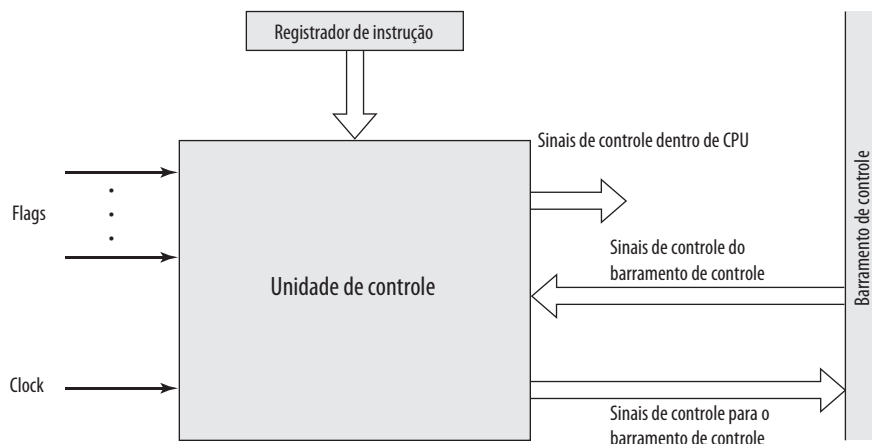 Registrador de instrução
Sinais de controle dentro de CPU
Flags
Sinais de controle do
barramento de controle
Unidade de controle
Barramento de controle
Clock
Sinais de controle para o
barramento de controle